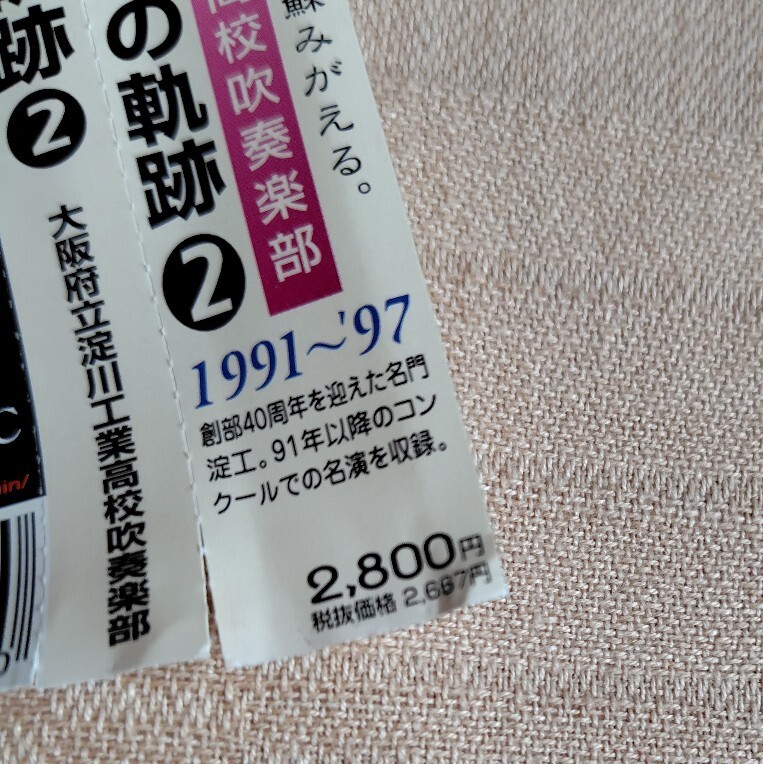 蘇みがえる。
高校吹奏楽部
の軌跡❷
1991～'97
創部40周年を迎えた名門
淀工。91年以降のコン
クールでの名演を収録。
2,800円
税抜価格 2,667円
跡❷
大阪府立淀川工業高校吹奏楽部
C